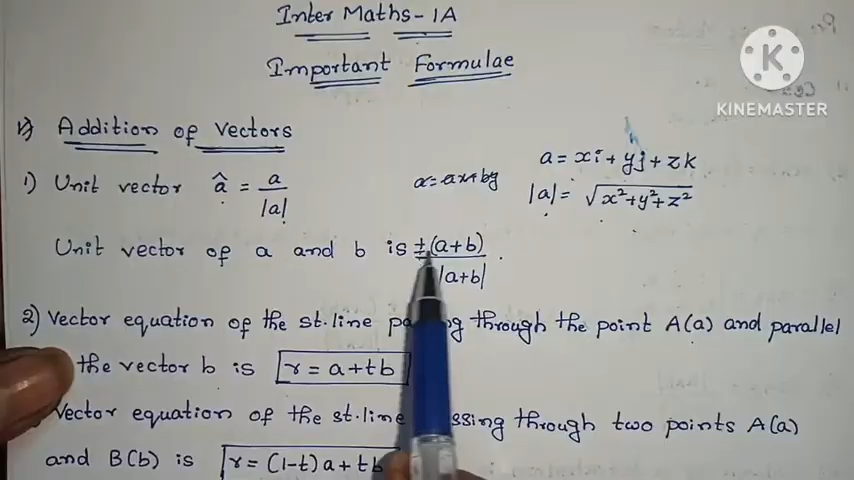 Inter Maths-1A
Important Formulae
K
KINEMASTER
1) Addition of Vectors
1) Unit vector â = a/|a|
a = xi + yj + zk
|a| = √x²+y²+z²
Unit vector of a and b is ±(a+b)/|a+b|.
2) Vector equation of the st.line through the point A(a) and parallel
the vector b is r = a+tb
Vector equation of the st.line through two points A(a)
and B(b) is r = (1-t)a + tb